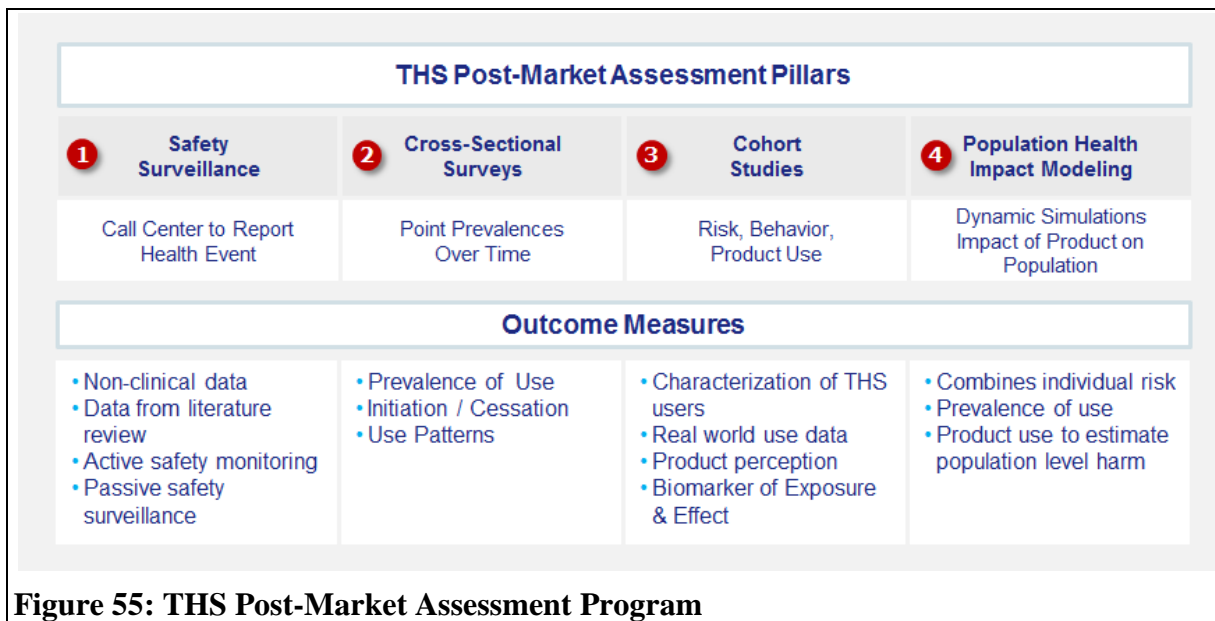 THS Post-Market Assessment Pillars
1
Safety
Surveillance
2
Cross-Sectional
Surveys
3
Cohort
Studies
4
Population Health
Impact Modeling
Call Center to Report
Health Event
Point Prevalences
Over Time
Risk, Behavior,
Product Use
Dynamic Simulations
Impact of Product on
Population
Outcome Measures
• Non-clinical data
• Data from literature
review
• Active safety monitoring
• Passive safety
surveillance
• Prevalence of Use
• Initiation / Cessation
• Use Patterns
• Characterization of THS
users
• Real world use data
• Product perception
• Biomarker of Exposure
& Effect
• Combines individual risk
• Prevalence of use
• Product use to estimate
population level harm
Figure 55: THS Post-Market Assessment Program